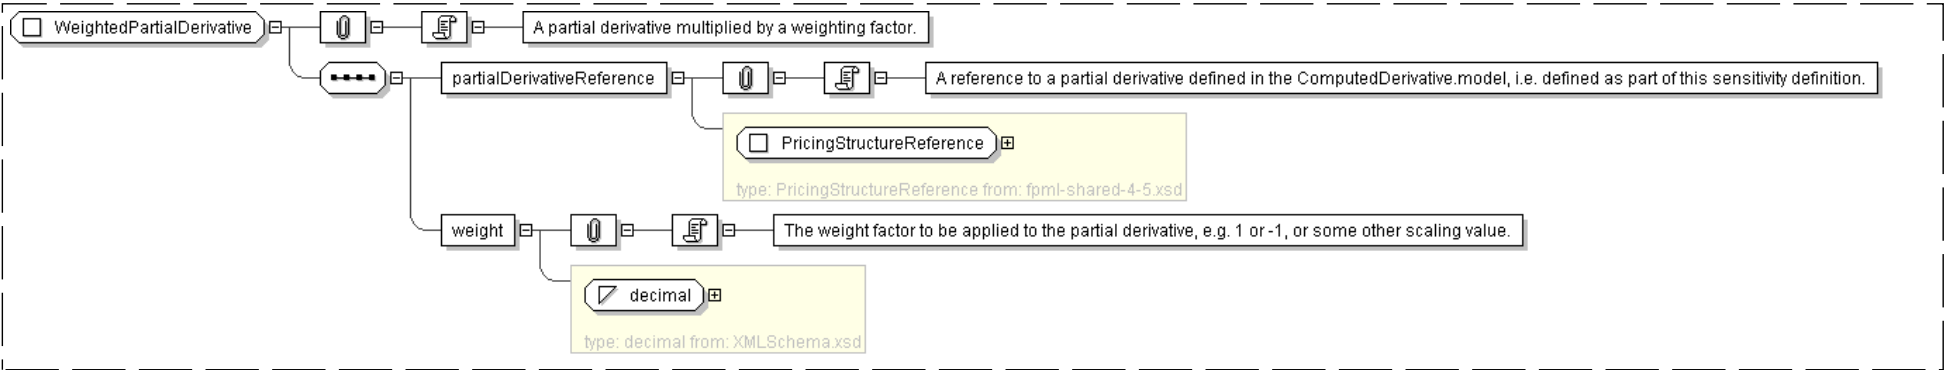 WeightedPartialDerivative
A partial derivative multiplied by a weighting factor.
partialDerivativeReference
A reference to a partial derivative defined in the ComputedDerivative.model, i.e. defined as part of this sensitivity definition.
PricingStructureReference
type: PricingStructureReference from: fpml-shared-4-5.xsd
weight
The weight factor to be applied to the partial derivative, e.g. 1 or -1, or some other scaling value.
decimal
type: decimal from: XMLSchema.xsd